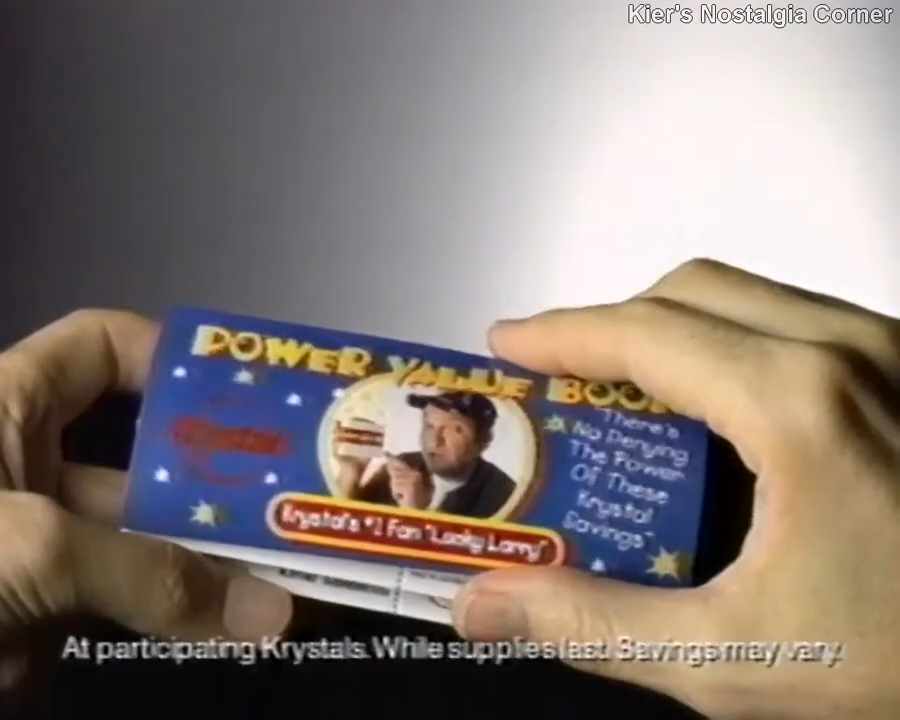 Kier's Nostalgia Corner
POWER VALUE BOOK
Krystal
"There's
No Denying
The Power
Of These
Krystal
Savings"
Krystal's #1 Fan "Lucky Larry"
At participating Krystals. While supplies last. Savings may vary.